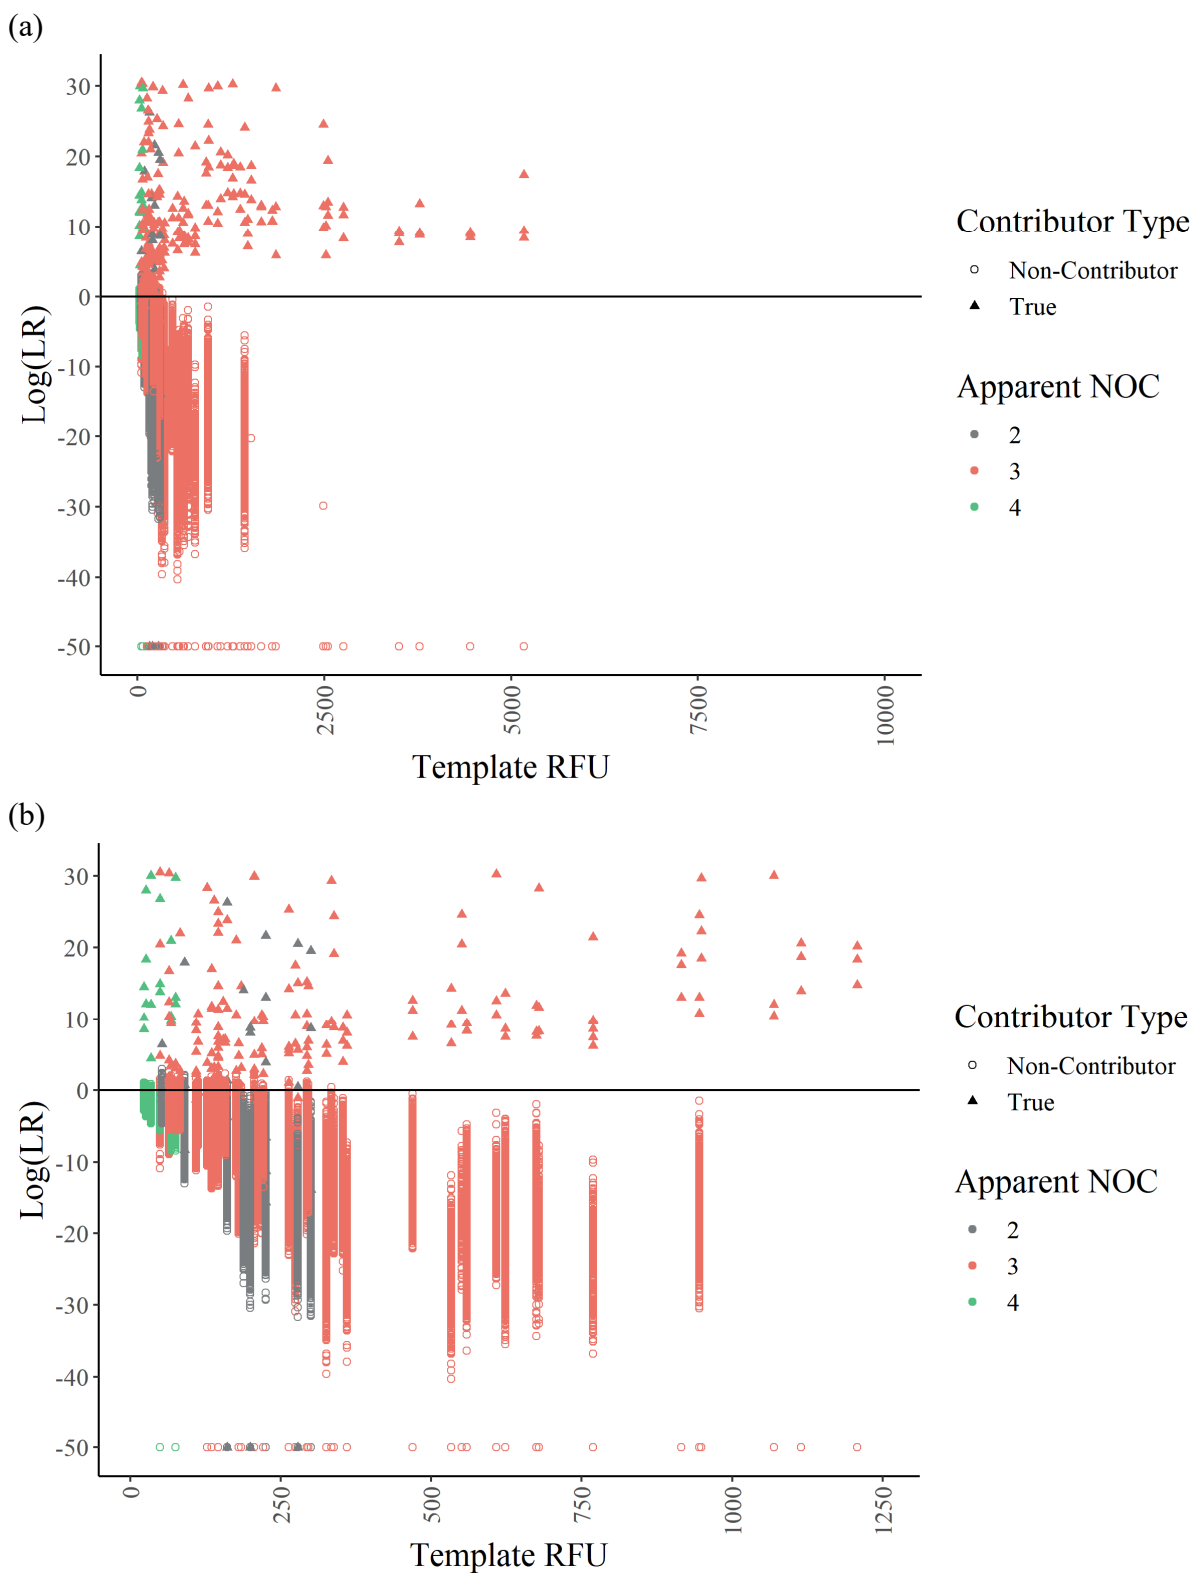 (a)
30
20
10
0
-10
-20
-30
-40
-50
Log(LR)
0
2500
5000
7500
10000
Template RFU
Contributor Type
Non-Contributor
True
Apparent NOC
2
3
4
(b)
30
20
10
0
-10
-20
-30
-40
-50
Log(LR)
0
250
500
750
1000
1250
Template RFU
Contributor Type
Non-Contributor
True
Apparent NOC
2
3
4